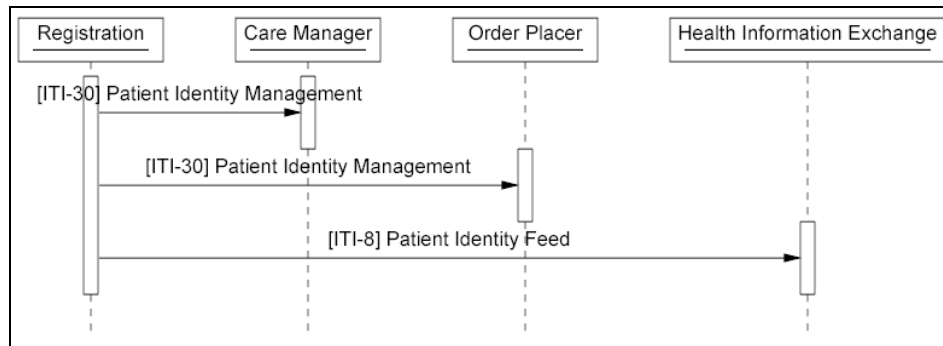 Registration
Care Manager
Order Placer
Health Information Exchange
[ITI-30] Patient Identity Management
[ITI-30] Patient Identity Management
[ITI-8] Patient Identity Feed